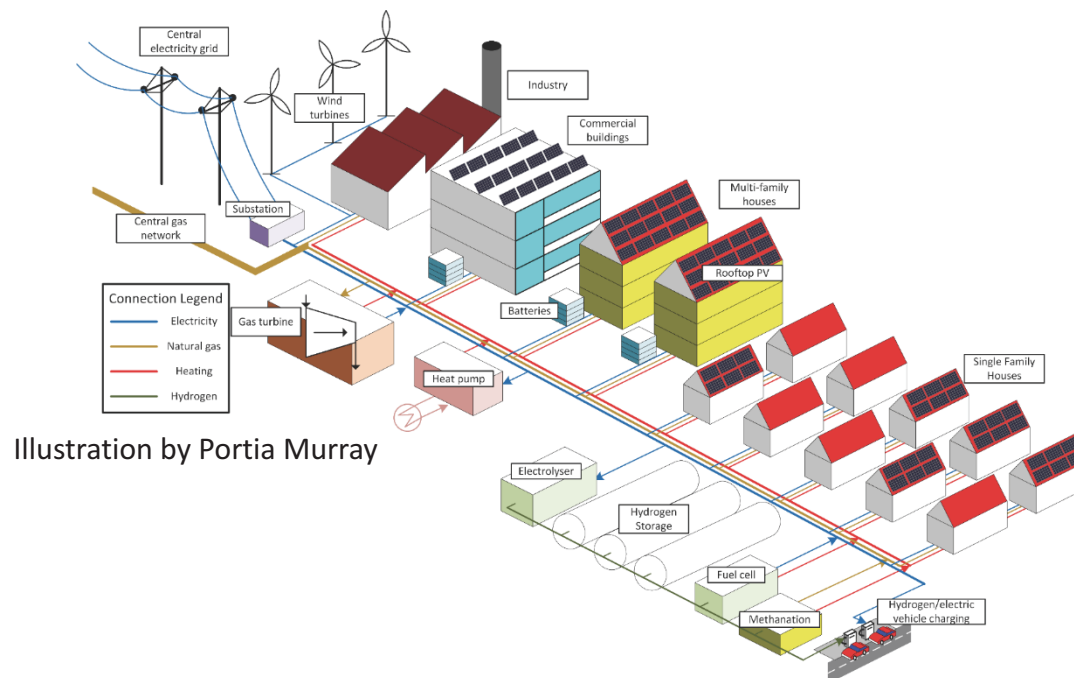 Central
electricity grid
Wind
turbines
Industry
Commercial
buildings
Multi-family
houses
Substation
Central gas
network
Rooftop PV
Connection Legend
Electricity
Natural gas
Heating
Hydrogen
Gas turbine
Batteries
Heat pump
Single Family
Houses
Illustration by Portia Murray
Electrolyser
Hydrogen
Storage
Fuel cell
Methanation
Hydrogen/electric
vehicle charging